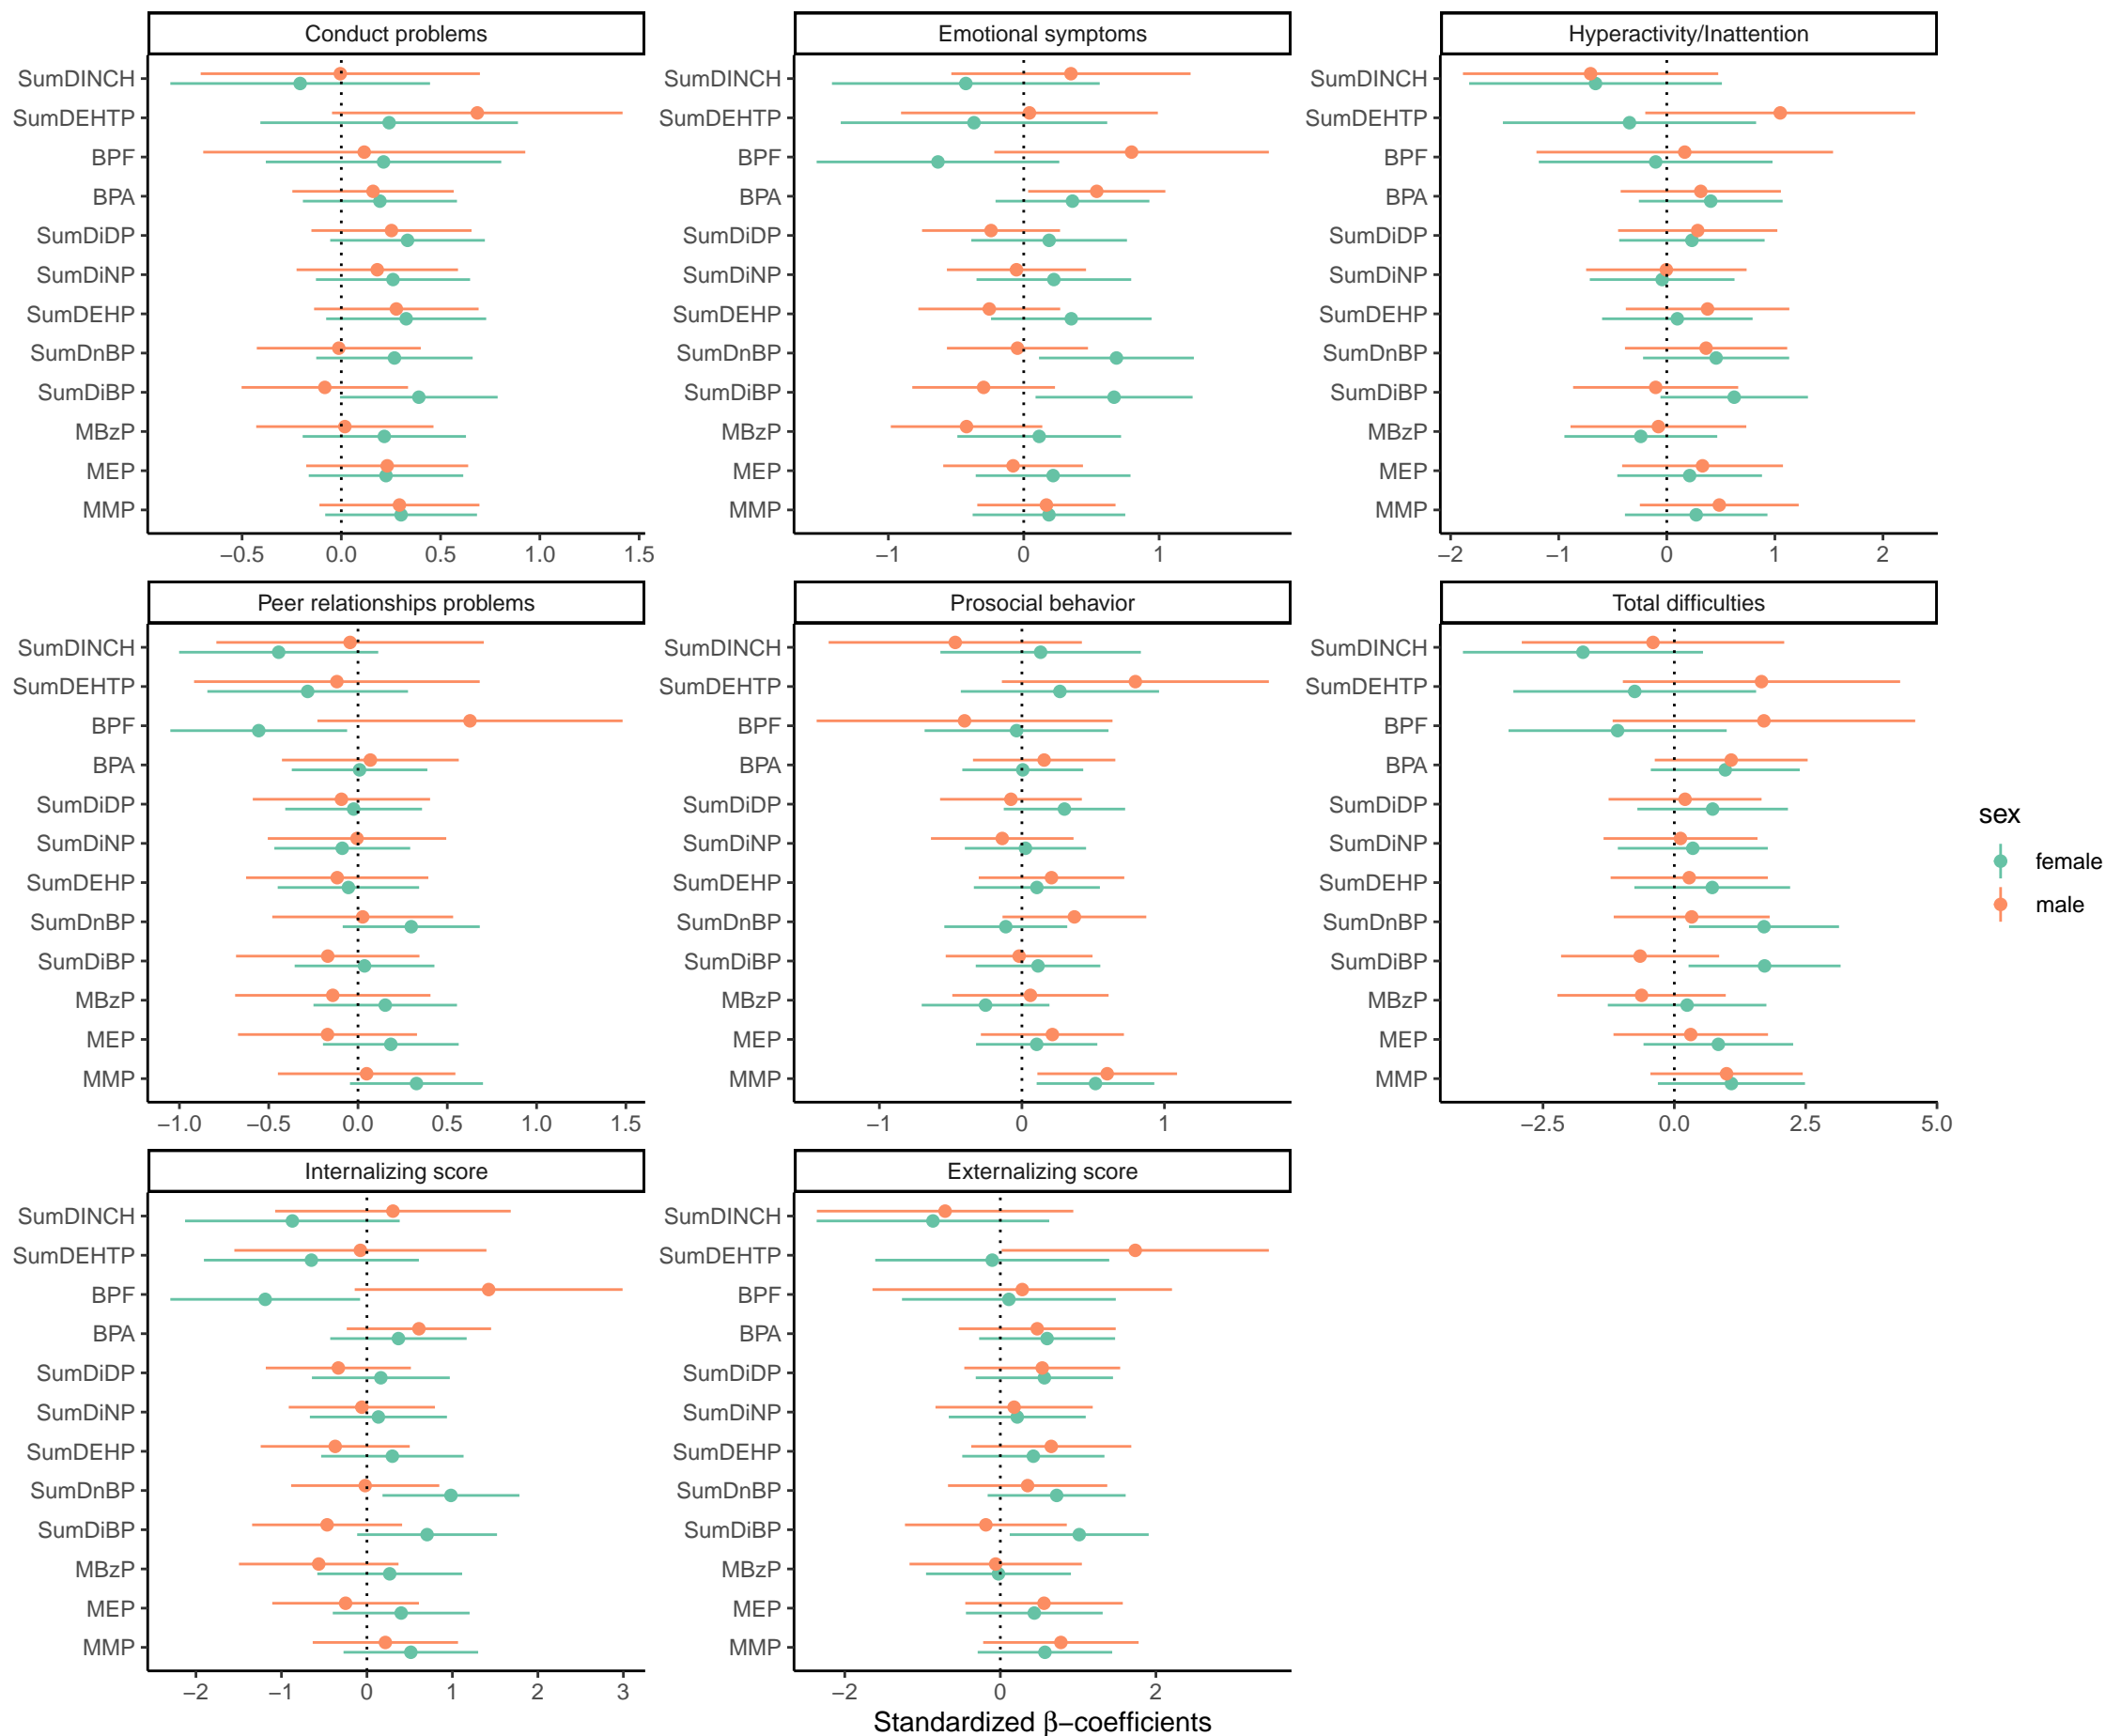 Conduct problems
SumDINCH
SumDEHTP
BPF
BPA
SumDiDP
SumDiNP
SumDEHP
SumDnBP
SumDiBP
MBzP
MEP
MMP
−0.5 0.0 0.5 1.0 1.5
Emotional symptoms
SumDINCH
SumDEHTP
BPF
BPA
SumDiDP
SumDiNP
SumDEHP
SumDnBP
SumDiBP
MBzP
MEP
MMP
−1 0 1
Hyperactivity/Inattention
SumDINCH
SumDEHTP
BPF
BPA
SumDiDP
SumDiNP
SumDEHP
SumDnBP
SumDiBP
MBzP
MEP
MMP
−2 −1 0 1 2
Peer relationships problems
SumDINCH
SumDEHTP
BPF
BPA
SumDiDP
SumDiNP
SumDEHP
SumDnBP
SumDiBP
MBzP
MEP
MMP
−1.0 −0.5 0.0 0.5 1.0 1.5
Prosocial behavior
SumDINCH
SumDEHTP
BPF
BPA
SumDiDP
SumDiNP
SumDEHP
SumDnBP
SumDiBP
MBzP
MEP
MMP
−1 0 1
Total difficulties
SumDINCH
SumDEHTP
BPF
BPA
SumDiDP
SumDiNP
SumDEHP
SumDnBP
SumDiBP
MBzP
MEP
MMP
−2.5 0.0 2.5 5.0
sex
female
male
Internalizing score
SumDINCH
SumDEHTP
BPF
BPA
SumDiDP
SumDiNP
SumDEHP
SumDnBP
SumDiBP
MBzP
MEP
MMP
−2 −1 0 1 2 3
Externalizing score
SumDINCH
SumDEHTP
BPF
BPA
SumDiDP
SumDiNP
SumDEHP
SumDnBP
SumDiBP
MBzP
MEP
MMP
−2 0 2
Standardized β−coefficients